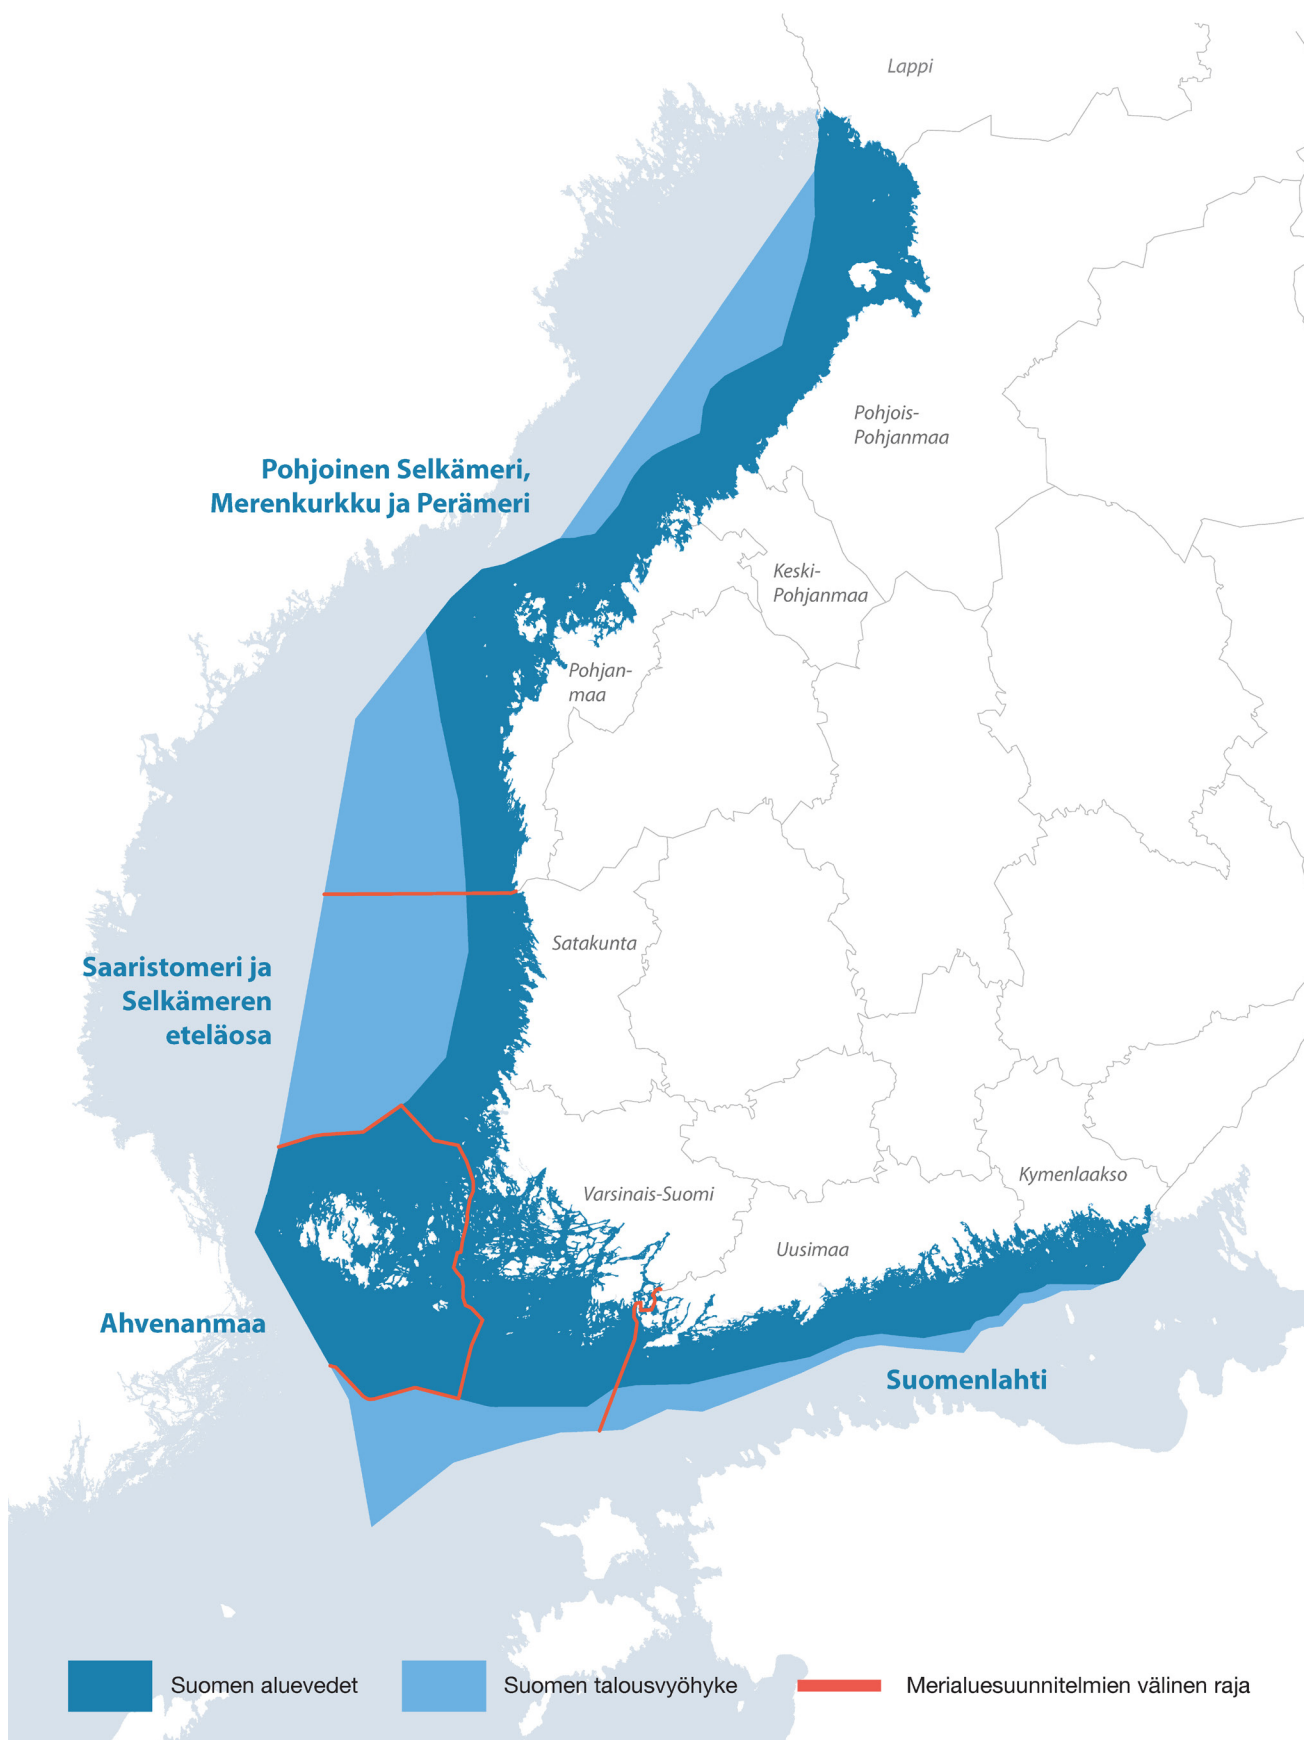 Lappi
Pohjois-
Pohjanmaa
Pohjoinen Selkämeri,
Merenkurkku ja Perämeri
Keski-
Pohjanmaa
Pohjan-
maa
Satakunta
Saaristomeri ja
Selkämeren
eteläosa
Kymenlaakso
Varsinais-Suomi
Uusimaa
Ahvenanmaa
Suomenlahti
Suomen aluevedet
Suomen talousvyöhyke
Merialuesuunnitelmien välinen raja